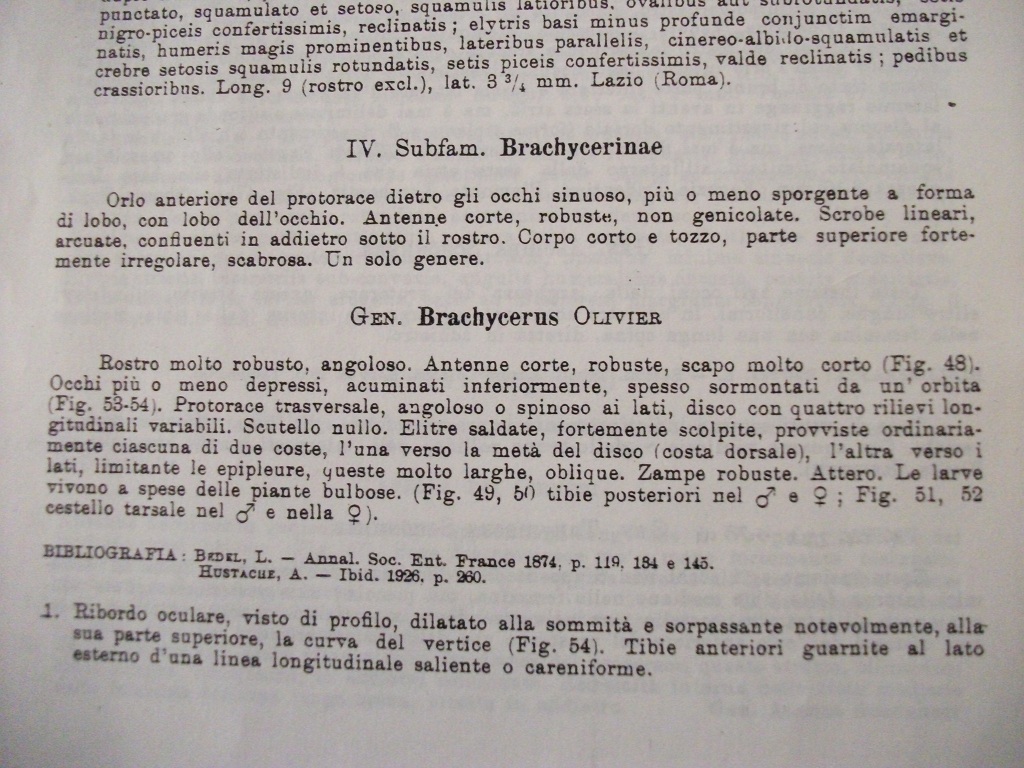 punctato, squamulato et setoso, squamulis latioribus, ovalibus aut subrotundatis, setis
nigro-piceis confertissimis, reclinatis; elytris basi minus profunde conjunctim emargi-
natis, humeris magis prominentibus, lateribus parallelis, cinereo-albido-squamulatis et
crebre setosis squamulis rotundatis, setis piceis confertissimis, valde reclinatis; pedibus
crassioribus. Long. 9 (rostro excl.), lat. 3 3/4 mm. Lazio (Roma).
IV. Subfam. Brachycerinae
Orlo anteriore del protorace dietro gli occhi sinuoso, più o meno sporgente a forma
di lobo, con lobo dell'occhio. Antenne corte, robuste, non genicolate. Scrobe lineari,
arcuate, confluenti in addietro sotto il rostro. Corpo corto e tozzo, parte superiore forte-
mente irregolare, scabrosa. Un solo genere.
GEN. Brachycerus OLIVIER
Rostro molto robusto, angoloso. Antenne corte, robuste, scapo molto corto (Fig. 48).
Occhi più o meno depressi, acuminati inferiormente, spesso sormontati da un' orbita
(Fig. 53-54). Protorace trasversale, angoloso o spinoso ai lati, disco con quattro rilievi lon-
gitudinali variabili. Scutello nullo. Elitre saldate, fortemente scolpite, provviste ordinaria-
mente ciascuna di due coste, l'una verso la metà del disco (costa dorsale), l'altra verso i
lati, limitante le epipleure, queste molto larghe, oblique. Zampe robuste. Attero. Le larve
vivono a spese delle piante bulbose. (Fig. 49, 50 tibie posteriori nel ♂ e ♀; Fig. 51, 52
cestello tarsale nel ♂ e nella ♀).
BIBLIOGRAFIA: BEDEL, L. — Annal. Soc. Ent. France 1874, p. 119, 184 e 145.
HUSTACHE, A. — Ibid. 1926, p. 260.
1. Ribordo oculare, visto di profilo, dilatato alla sommità e sorpassante notevolmente, alla
sua parte superiore, la curva del vertice (Fig. 54). Tibie anteriori guarnite al lato
esterno d'una linea longitudinale saliente o careniforme.